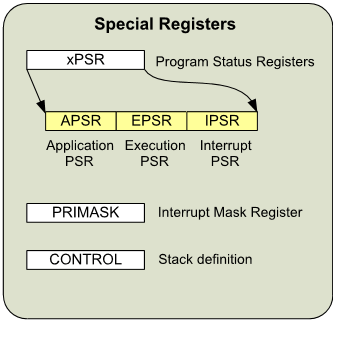 Special Registers
xPSR Program Status Registers
APSR EPSR IPSR
Application Execution Interrupt
PSR PSR PSR
PRIMASK Interrupt Mask Register
CONTROL Stack definition